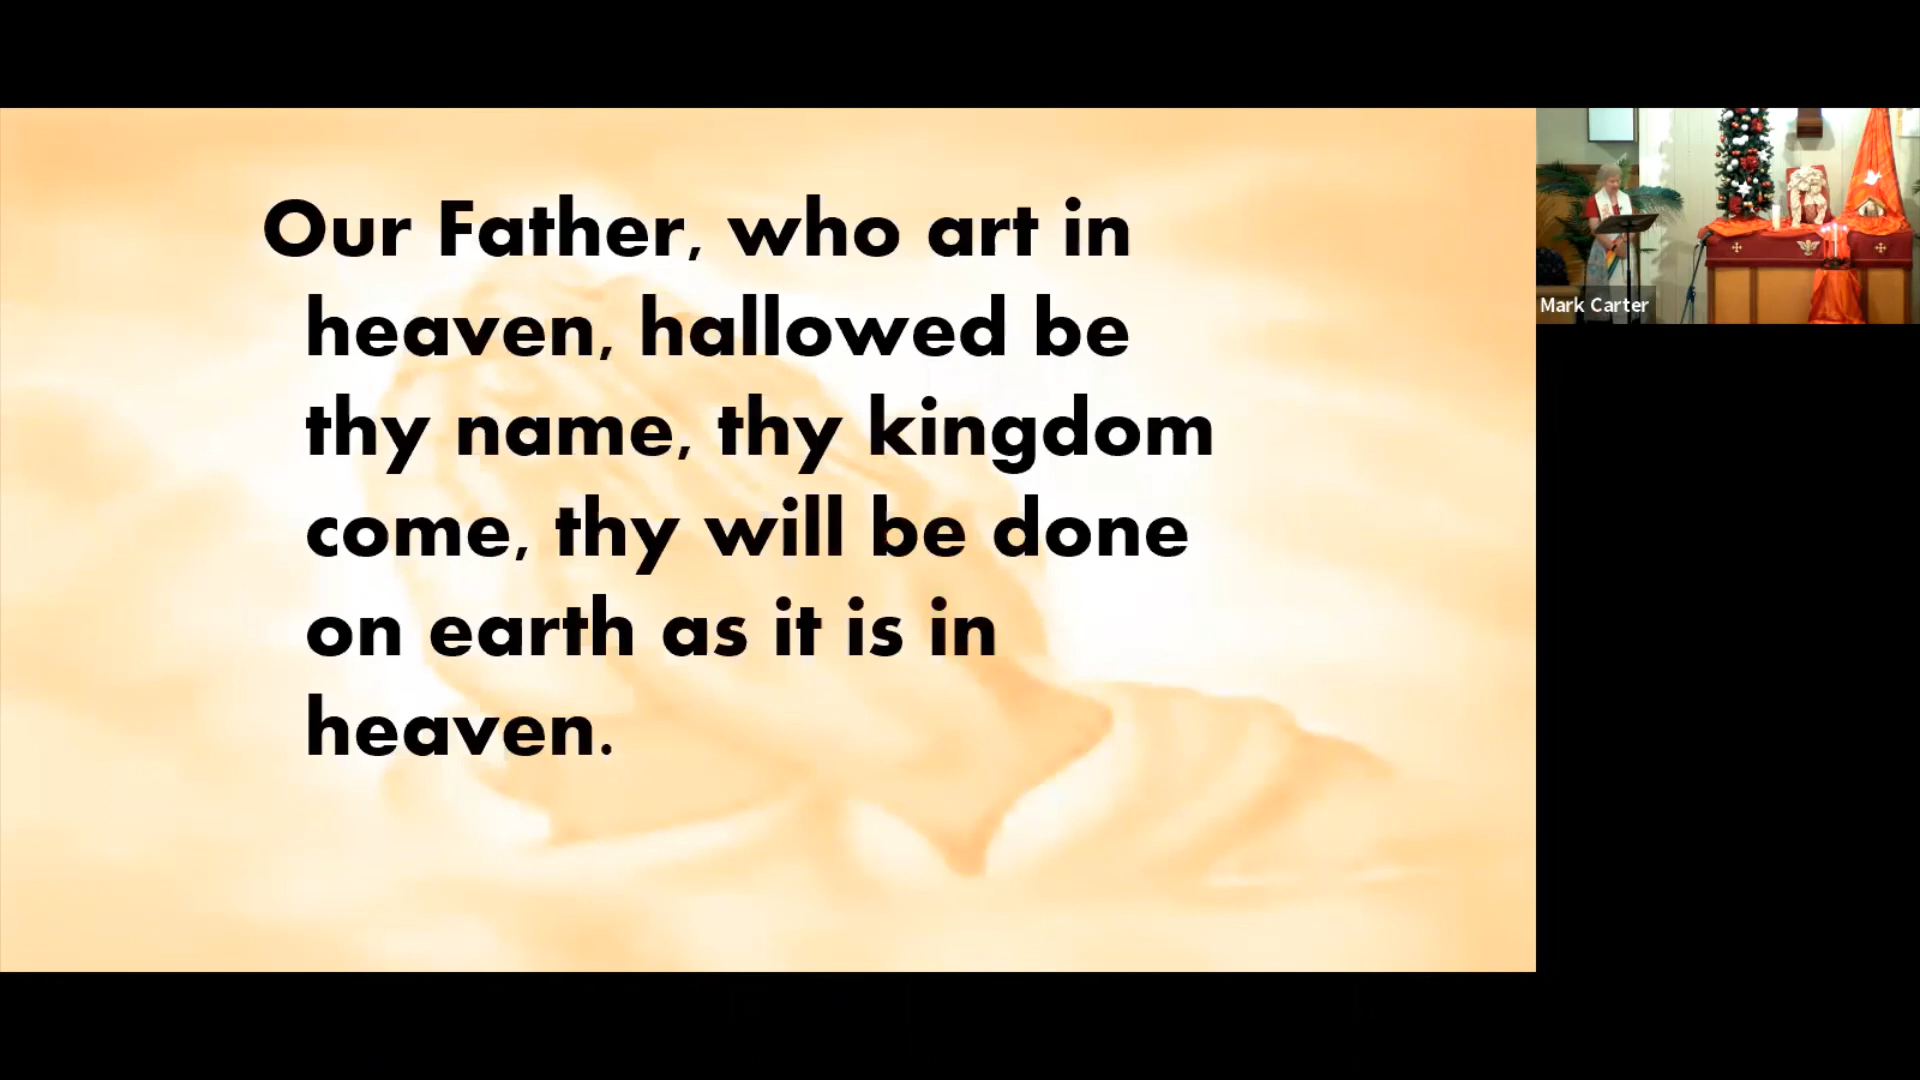 Our Father, who art in
heaven, hallowed be
thy name, thy kingdom
come, thy will be done
on earth as it is in
heaven.
Mark Carter